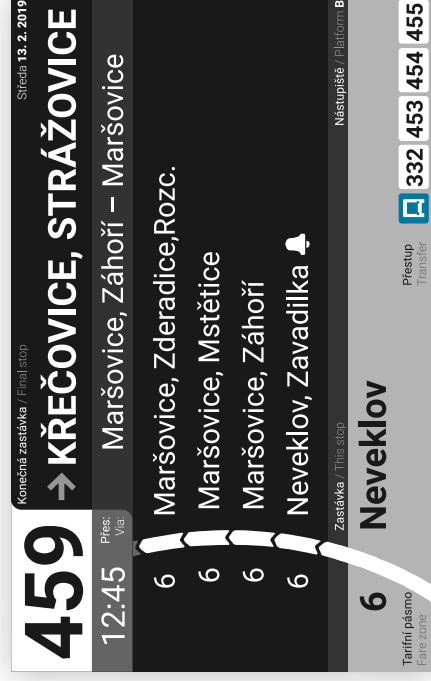 459
Konečná zastávka / Final stop
Středa 13. 2. 2019
→ KŘEČOVICE, STRÁŽOVICE
12:45
Přes:
Via:
Maršovice, Záhoří – Maršovice
6 Maršovice, Zderadice,Rozc.
6 Maršovice, Mstětice
6 Maršovice, Záhoří
6 Neveklov, Zavadilka
Zastávka / This stop
Nástupiště / Platform B
6 Neveklov
Tarifní pásmo
Fare zone
Přestup
Transfer
332 453 454 455